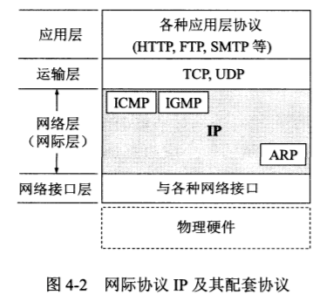 应用层
各种应用层协议
(HTTP, FTP, SMTP 等)
运输层
TCP, UDP
网络层
(网际层)
ICMP
IGMP
IP
ARP
网络接口层
与各种网络接口
物理硬件
图 4-2 网际协议 IP 及其配套协议